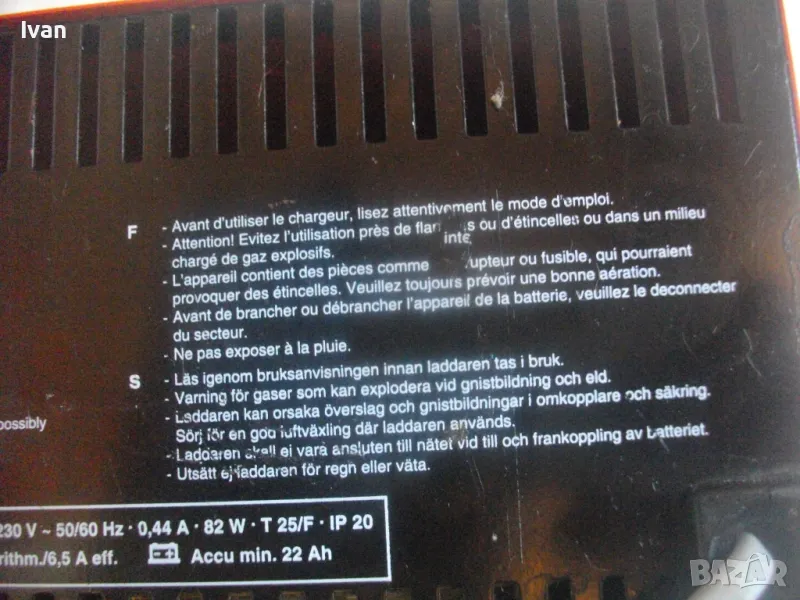 Ivan
F - Avant d'utiliser le chargeur, lisez attentivement le mode d'emploi.
- Attention! Evitez l'utilisation près de flam s ou d'étincelles ou dans un milieu
chargé de gaz explosifs.
- L'appareil contient des pièces comme inte rupteur ou fusible, qui pourraient
provoquer des étincelles. Veuillez toujours prévoir une bonne aération.
- Avant de brancher ou débrancher l'appareil de la batterie, veuillez le deconnecter
du secteur.
- Ne pas exposer à la pluie.
S - Läs igenom bruksanvisningen innan laddaren tas i bruk.
- Varning för gaser som kan explodera vid gnistbildning och eld.
- Laddaren kan orsaka överslag och gnistbildningar i omkopplare och säkring.
Sörj för en god luftväxling där laddaren används.
- Laddaren skall ej vara ansluten till nätet vid till och frankoppling av batteriet.
- Utsätt ej laddaren för regn eller väta.
possibly
230 V ~ 50/60 Hz · 0,44 A · 82 W · T 25/F · IP 20
rithm./6,5 A eff. Accu min. 22 Ah
BAZAR